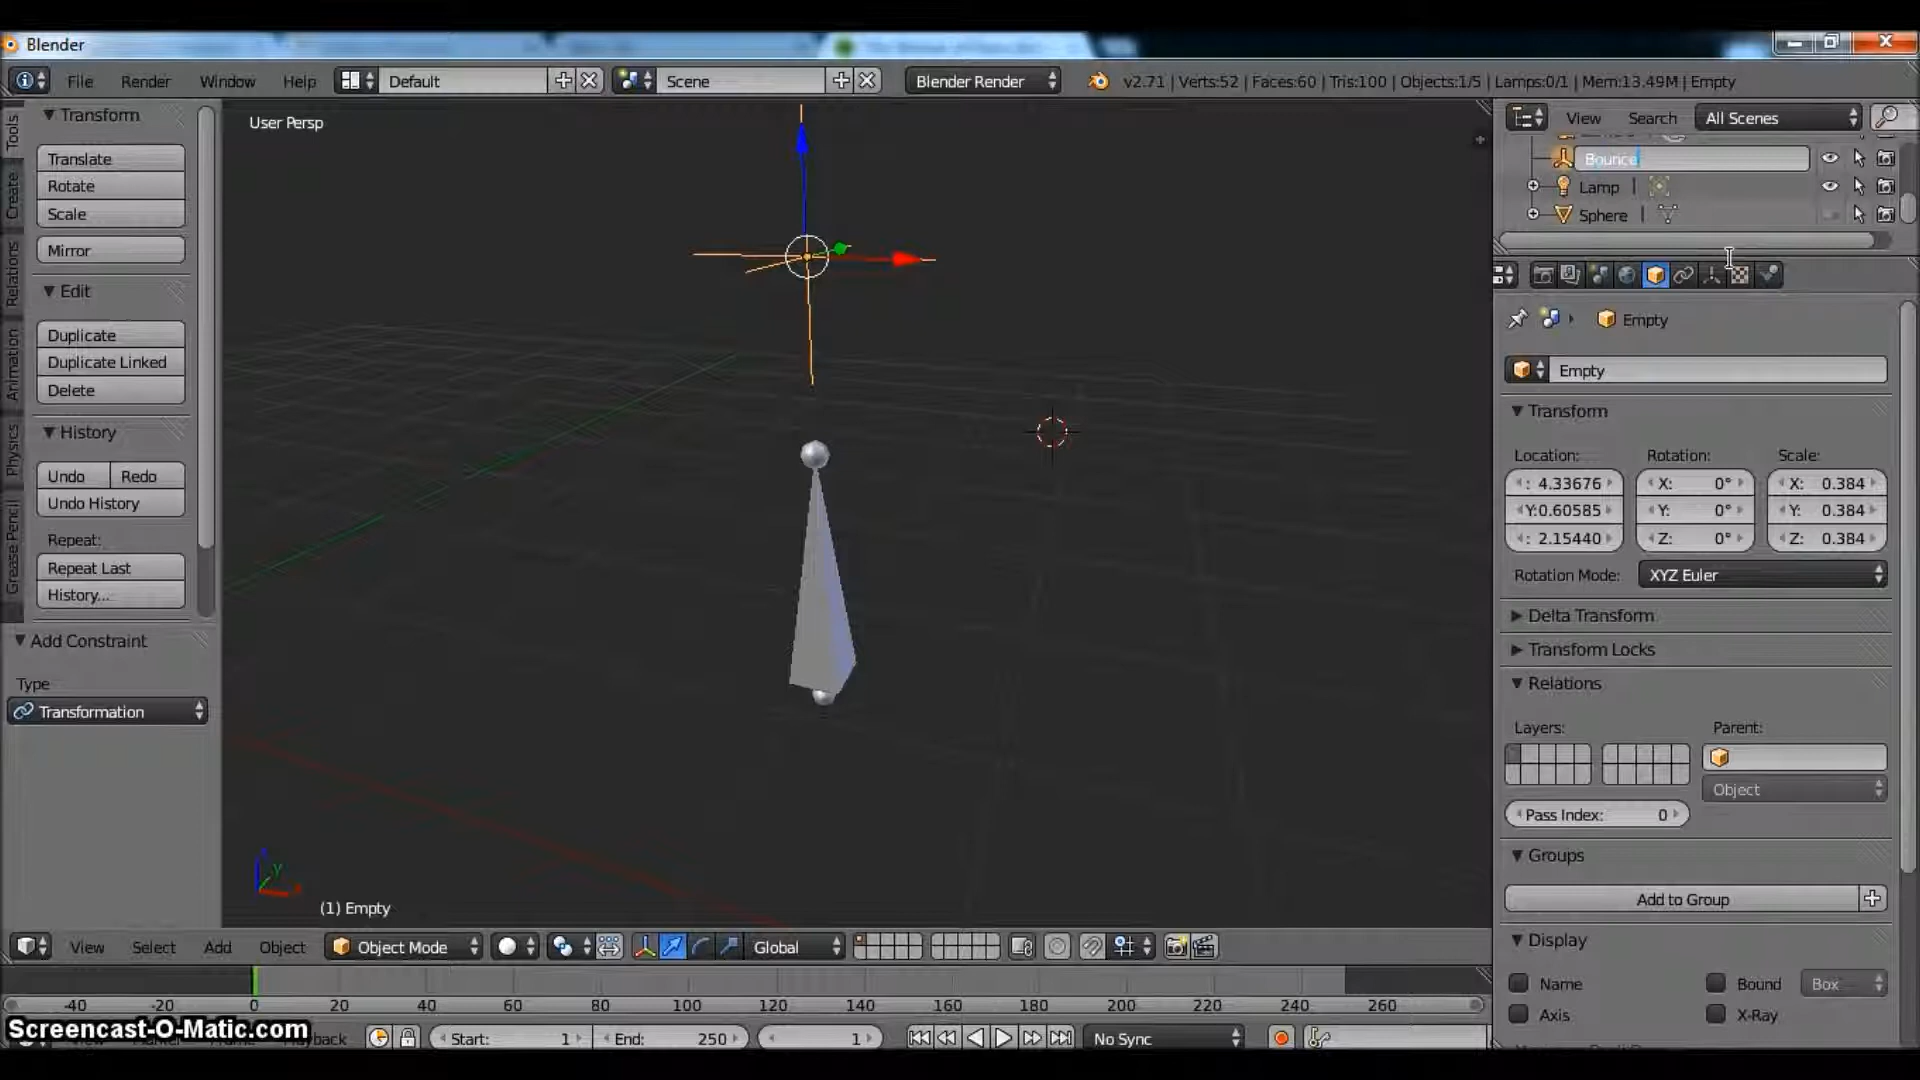 Blender
File Render Window Help Default Scene Blender Render v2.71 | Verts:52 | Faces:60 | Tris:100 | Objects:1/5 | Lamps:0/1 | Mem:13.49M | Empty
Tools
Create
Relations
Animation
Physics
Grease Pencil
Transform
Translate
Rotate
Scale
Mirror
Edit
Duplicate
Duplicate Linked
Delete
History
Undo Redo
Undo History
Repeat:
Repeat Last
History...
Add Constraint
Type
Transformation
User Persp
(1) Empty
View Search All Scenes
Bounce
Lamp
Sphere
Empty
Empty
Transform
Location: Rotation: Scale:
: 4.33676 X: 0° X: 0.384
Y:0.60585 Y: 0° Y: 0.384
: 2.15440 Z: 0° Z: 0.384
Rotation Mode: XYZ Euler
Delta Transform
Transform Locks
Relations
Layers: Parent:
Object
Pass Index: 0
Groups
Add to Group
Display
Name Bound Box
Axis X-Ray
View Select Add Object Object Mode Global
-40 -20 0 20 40 60 80 100 120 140 160 180 200 220 240 260
Screencast-O-Matic.com
Start: 1 End: 250 1 No Sync